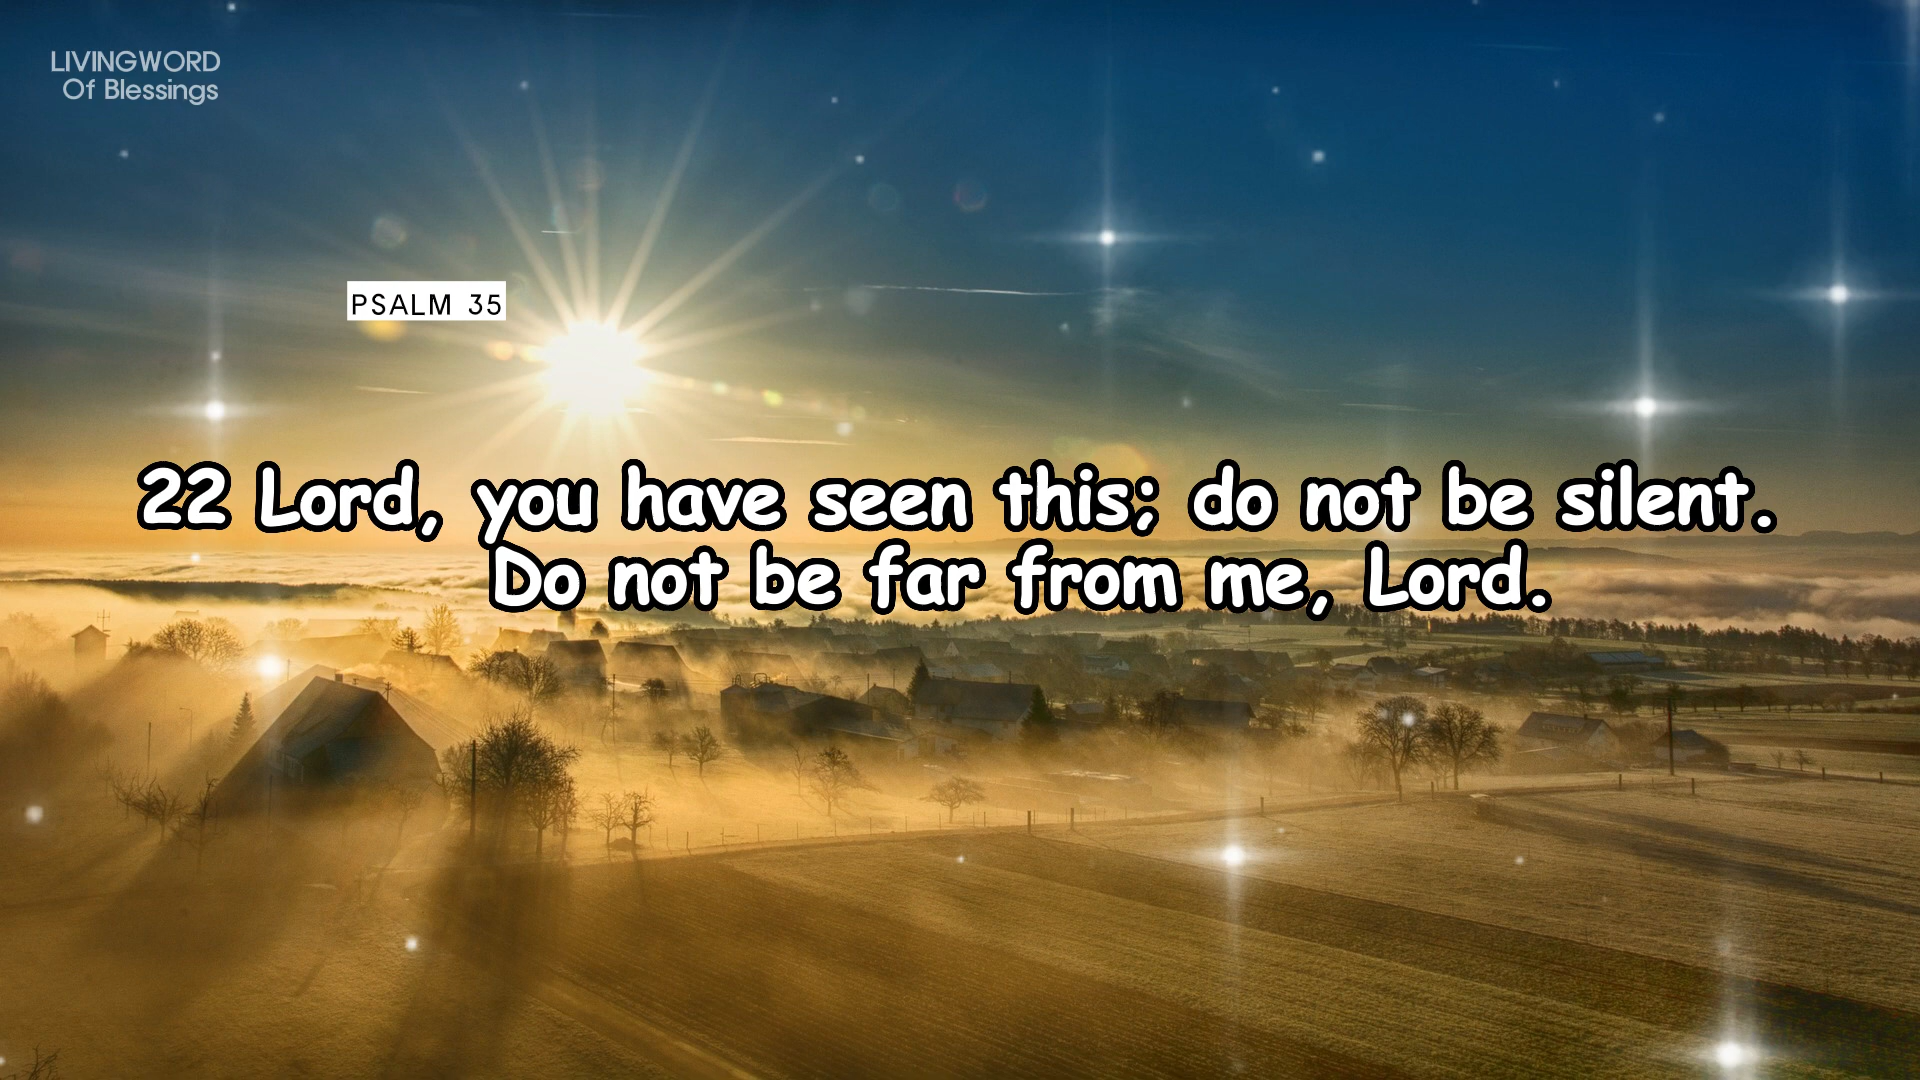 LIVINGWORD
Of Blessings
PSALM 35
22 Lord, you have seen this; do not be silent.
Do not be far from me, Lord.